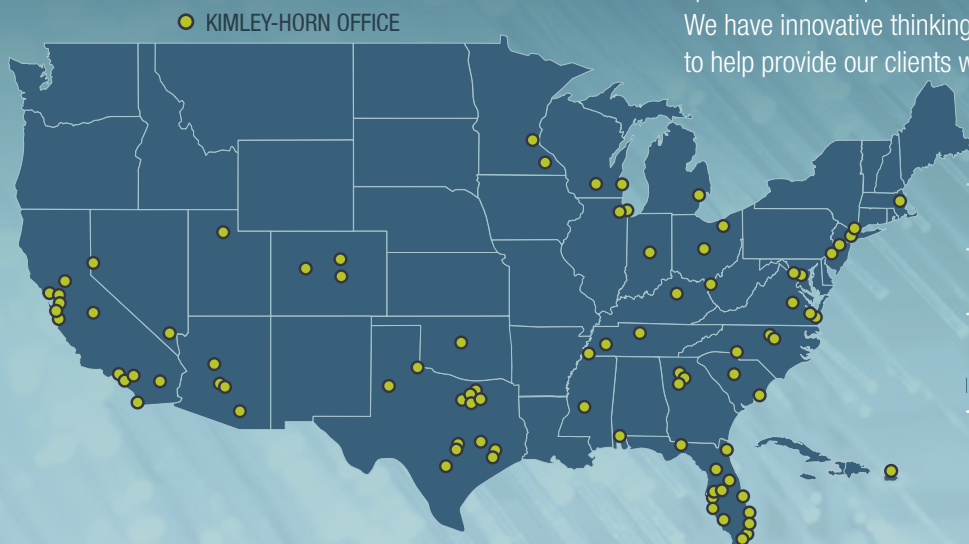 KIMLEY-HORN OFFICE
We have innovative thinking
to help provide our clients